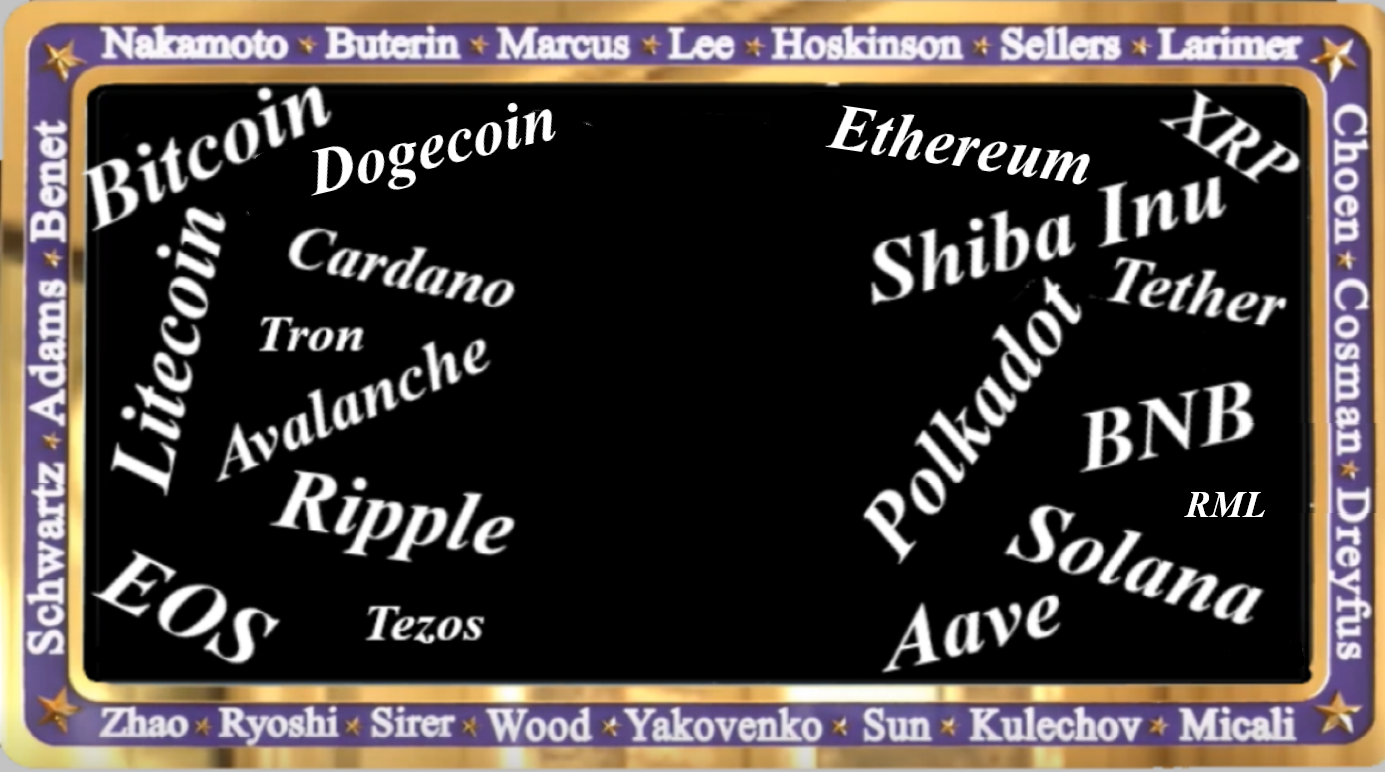 Nakamoto ★ Buterin ★ Marcus ★ Lee ★ Hoskinson ★ Sellers ★ Larimer
Schwartz ★ Adams ★ Benet
Choen ★ Cosman ★ Dreyfus
Bitcoin
Dogecoin
Ethereum
XRP
Litecoin
Cardano
Shiba Inu
Tether
Tron
Avalanche
Polkadot
BNB
Ripple
RML
Solana
EOS
Tezos
Aave
Zhao ★ Ryoshi ★ Sirer ★ Wood ★ Yakovenko ★ Sun ★ Kulechov ★ Micali